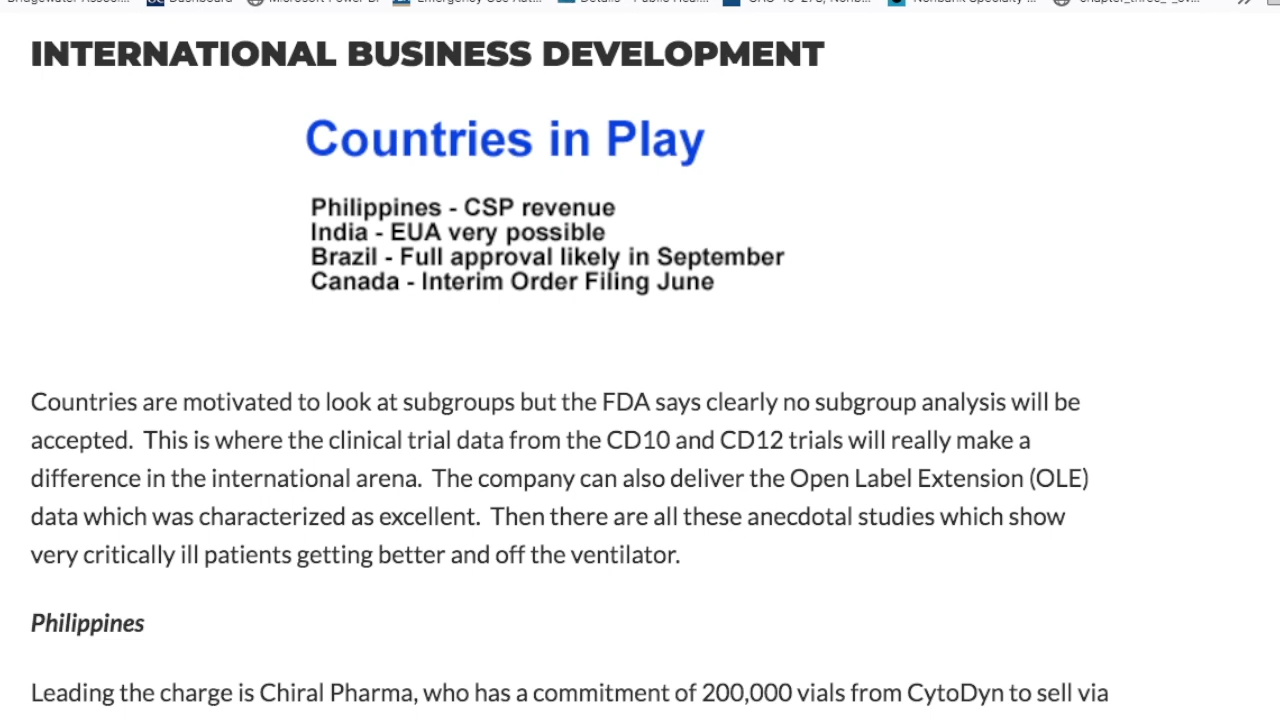 INTERNATIONAL BUSINESS DEVELOPMENT
Countries in Play
Philippines - CSP revenue
India - EUA very possible
Brazil - Full approval likely in September
Canada - Interim Order Filing June
Countries are motivated to look at subgroups but the FDA says clearly no subgroup analysis will be
accepted. This is where the clinical trial data from the CD10 and CD12 trials will really make a
difference in the international arena. The company can also deliver the Open Label Extension (OLE)
data which was characterized as excellent. Then there are all these anecdotal studies which show
very critically ill patients getting better and off the ventilator.
Philippines
Leading the charge is Chiral Pharma, who has a commitment of 200,000 vials from CytoDyn to sell via